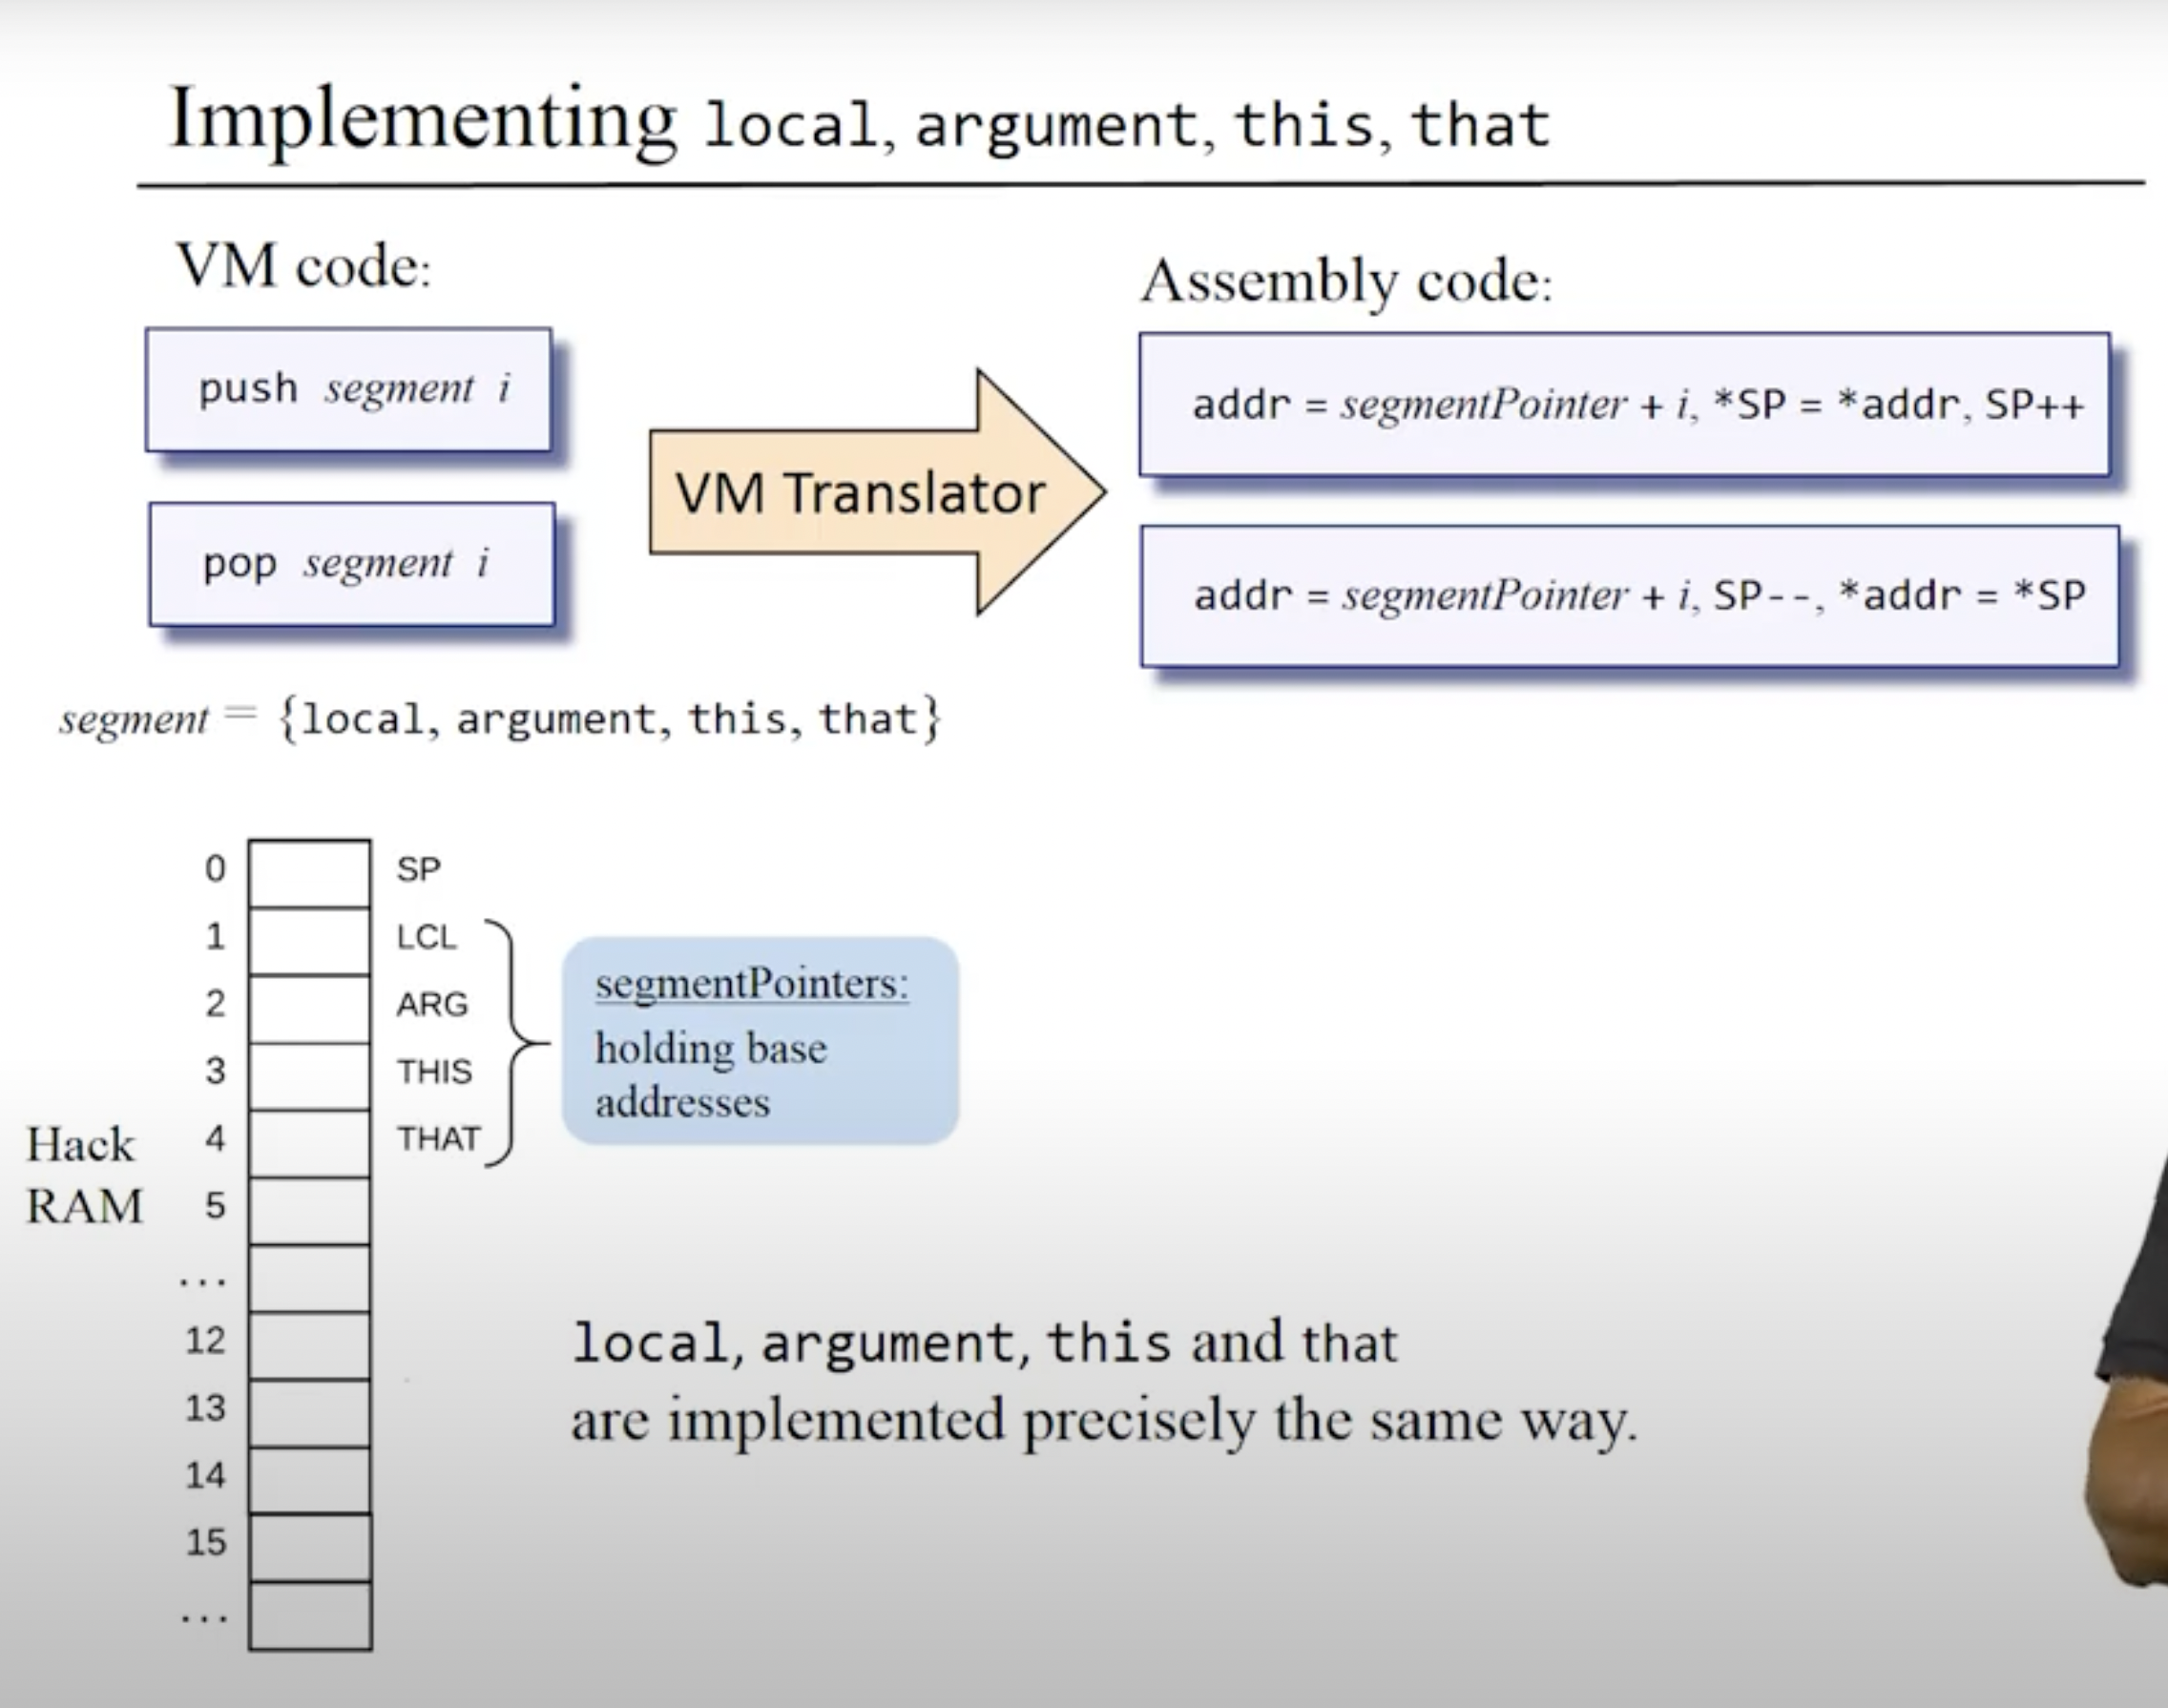 Implementing local, argument, this, that
VM code:
push segment i
pop segment i
VM Translator
Assembly code:
addr = segmentPointer + i, *SP = *addr, SP++
addr = segmentPointer + i, SP--, *addr = *SP
segment = {local, argument, this, that}
Hack
RAM
0 SP
1 LCL
2 ARG
3 THIS
4 THAT
5
...
12
13
14
15
...
segmentPointers:
holding base
addresses
local, argument, this and that
are implemented precisely the same way.